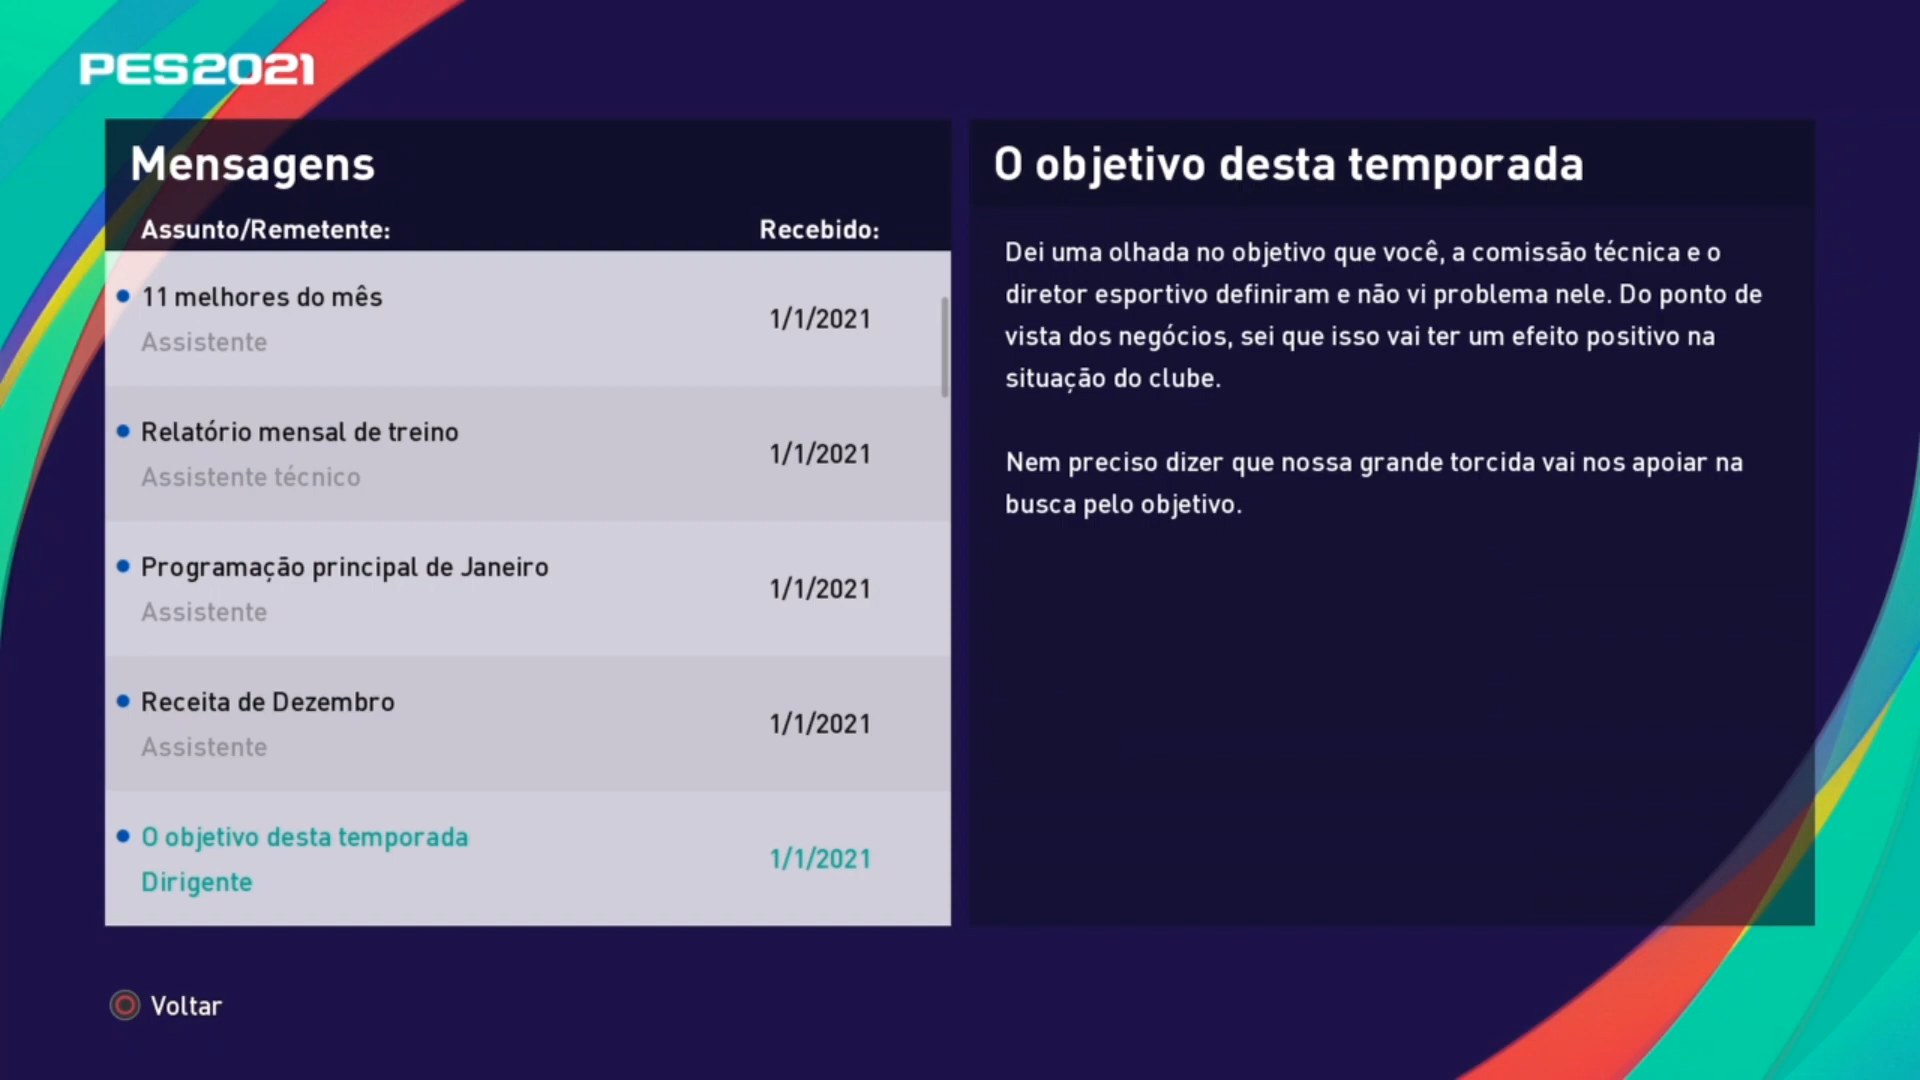 PES2021
Mensagens
Assunto/Remetente: Recebido:
11 melhores do mês
Assistente
1/1/2021
Relatório mensal de treino
Assistente técnico
1/1/2021
Programação principal de Janeiro
Assistente
1/1/2021
Receita de Dezembro
Assistente
1/1/2021
O objetivo desta temporada
Dirigente
1/1/2021
O objetivo desta temporada
Dei uma olhada no objetivo que você, a comissão técnica e o
diretor esportivo definiram e não vi problema nele. Do ponto de
vista dos negócios, sei que isso vai ter um efeito positivo na
situação do clube.
Nem preciso dizer que nossa grande torcida vai nos apoiar na
busca pelo objetivo.
Voltar